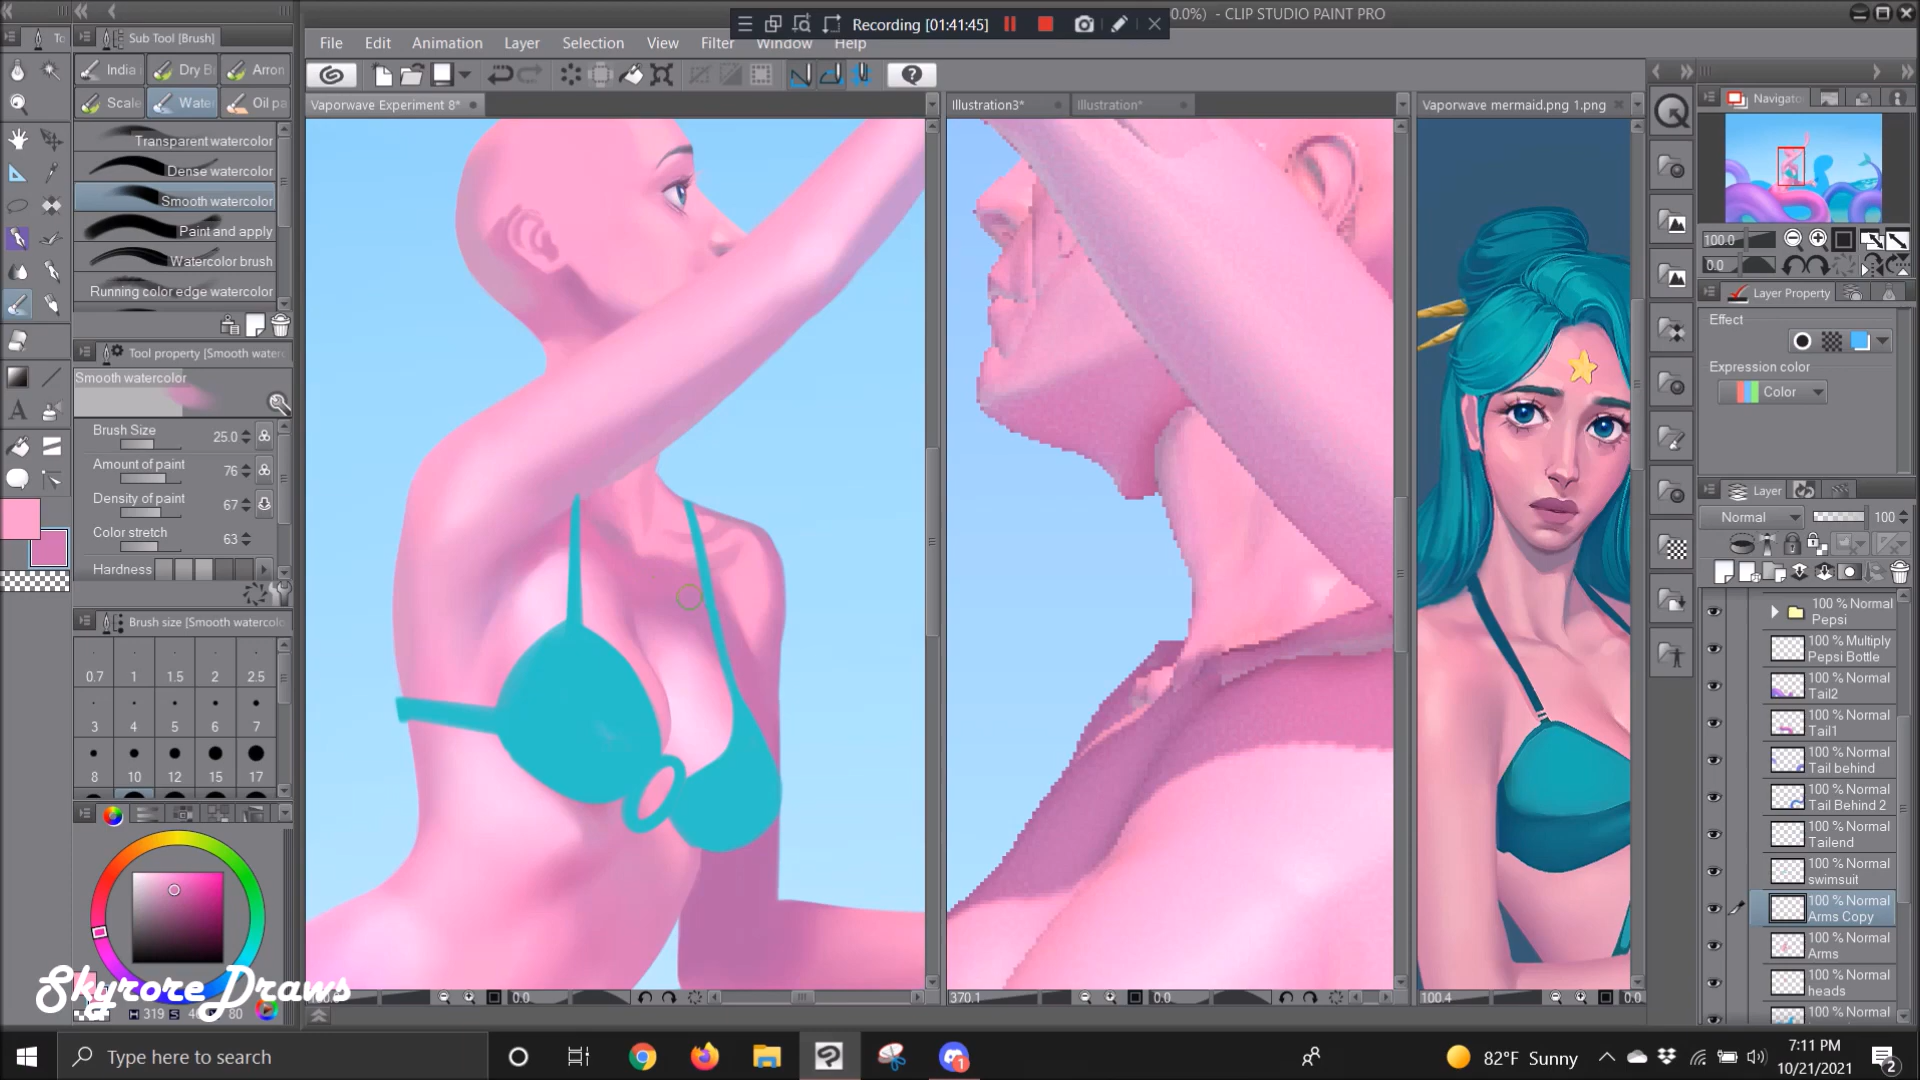 0.0%) - CLIP STUDIO PAINT PRO
Recording [01:41:45]
To
Sub Tool [Brush]
File Edit Animation Layer Selection View Filter Window Help
India
Dry B
Arron
Scale
Water
Oil pa
Transparent watercolor
Dense watercolor
Smooth watercolor
Paint and apply
Watercolor brush
Running color edge watercolor
Tool property [Smooth waterc
Smooth watercolor
Brush Size 25.0
Amount of paint 76
Density of paint 67
Color stretch 63
Hardness
Brush size [Smooth watercolo
0.7 1 1.5 2 2.5
3 4 5 6 7
8 10 12 15 17
H 319 S
80
Skyrore Draws
Vaporwave Experiment 8*
Illustration3*
Illustration*
Vaporwave mermaid.png 1.png
0.0
370.1
0.0
100.4
0.0
Navigato
100.0
0.0
Layer Property
Effect
Expression color
Color
Layer
Normal
100
100 % Normal
Pepsi
100 % Multiply
Pepsi Bottle
100 % Normal
Tail2
100 % Normal
Tail1
100 % Normal
Tail behind
100 % Normal
Tail Behind 2
100 % Normal
Tailend
100 % Normal
swimsuit
100 % Normal
Arms Copy
100 % Normal
Arms
100 % Normal
heads
100 % Normal
Type here to search
1
82°F Sunny
7:11 PM
10/21/2021
2